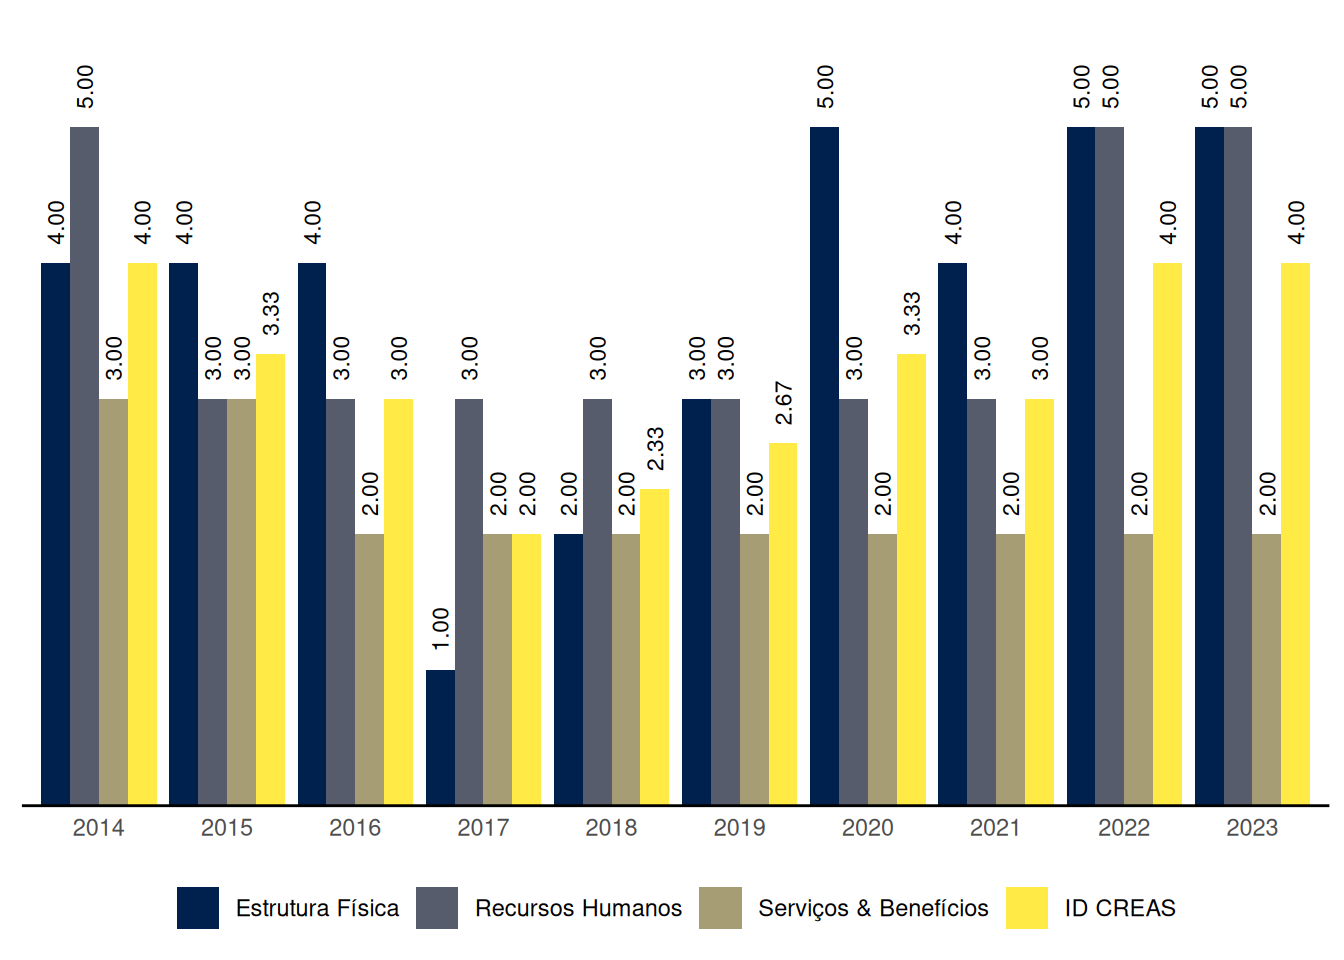 5.00 5.00 5.00 5.00 5.00 5.00
4.00 4.00 4.00 4.00 4.00 4.00 4.00
3.33 3.33
3.00 3.00 3.00 3.00 3.00 3.00 3.00 3.00 3.00 3.00 3.00 3.00
2.67
2.33
2.00 2.00 2.00 2.00 2.00 2.00 2.00 2.00 2.00 2.00
1.00
2014 2015 2016 2017 2018 2019 2020 2021 2022 2023
Estrutura Física Recursos Humanos Serviços & Benefícios ID CREAS